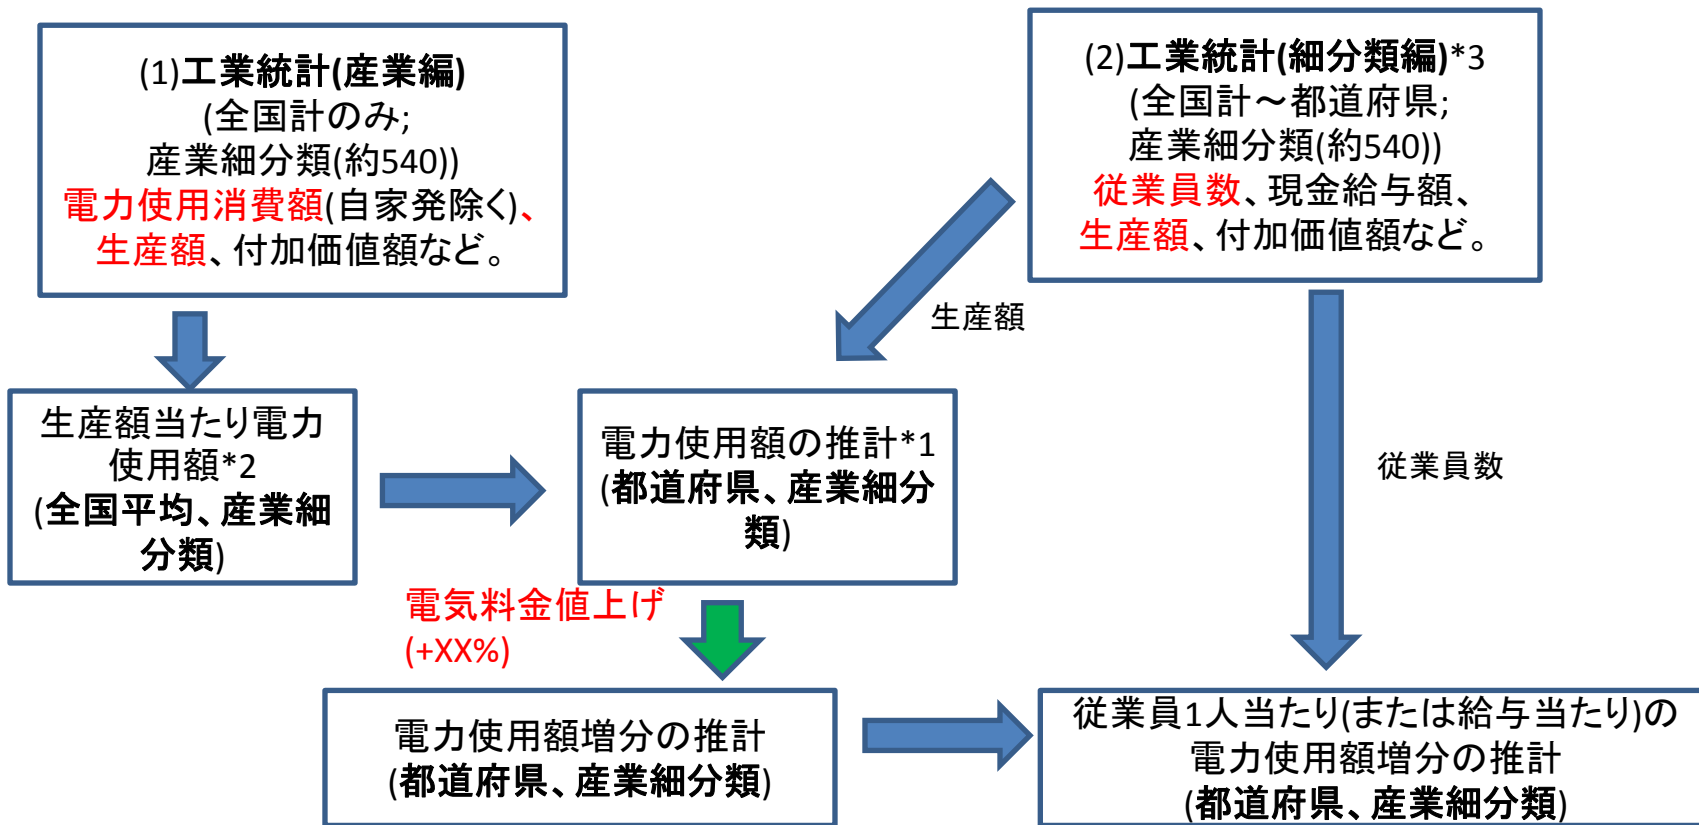 (1)工業統計(産業編)
(全国計のみ;
産業細分類(約540))
電力使用消費額(自家発除く)、
生産額、付加価値額など。
(2)工業統計(細分類編)*3
(全国計～都道府県;
産業細分類(約540))
従業員数、現金給与額、
生産額、付加価値額など。
生産額
生産額当たり電力
使用額*2
(全国平均、産業細
分類)
電力使用額の推計*1
(都道府県、産業細分
類)
従業員数
電気料金値上げ
(+XX%)
電力使用額増分の推計
(都道府県、産業細分類)
従業員1人当たり(または給与当たり)の
電力使用額増分の推計
(都道府県、産業細分類)